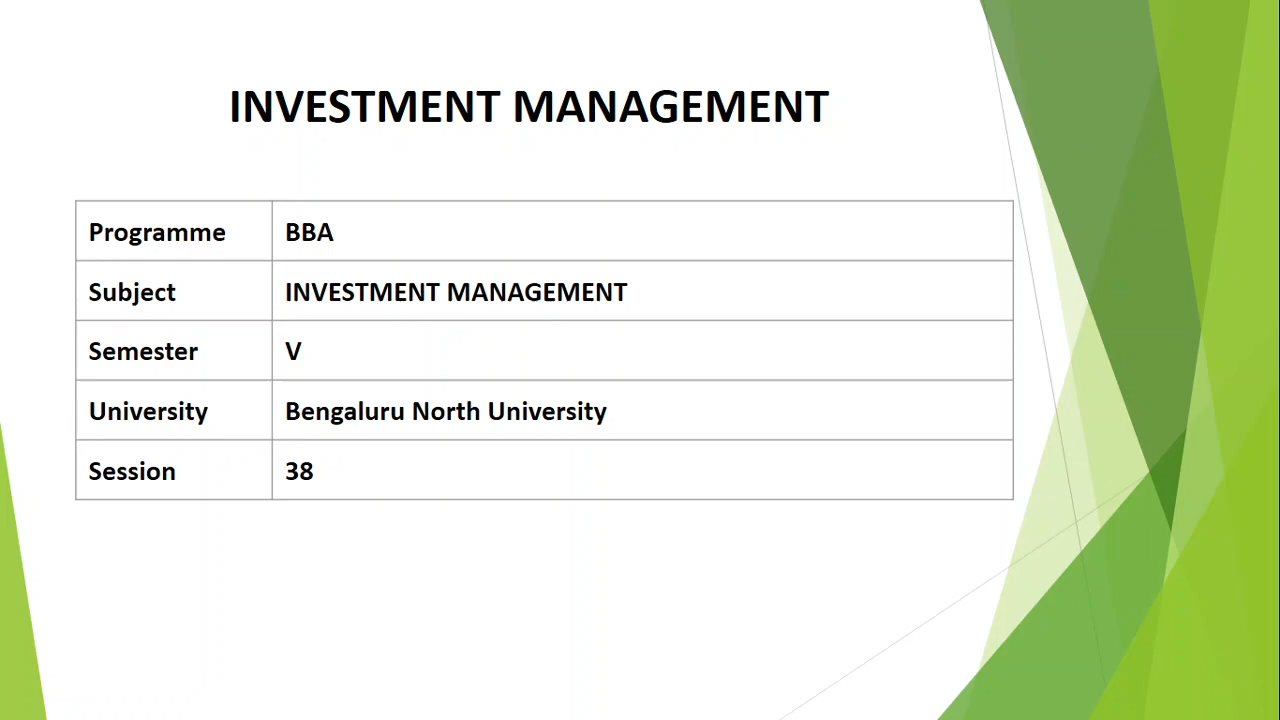 INVESTMENT MANAGEMENT
Programme BBA
Subject INVESTMENT MANAGEMENT
Semester V
University Bengaluru North University
Session 38